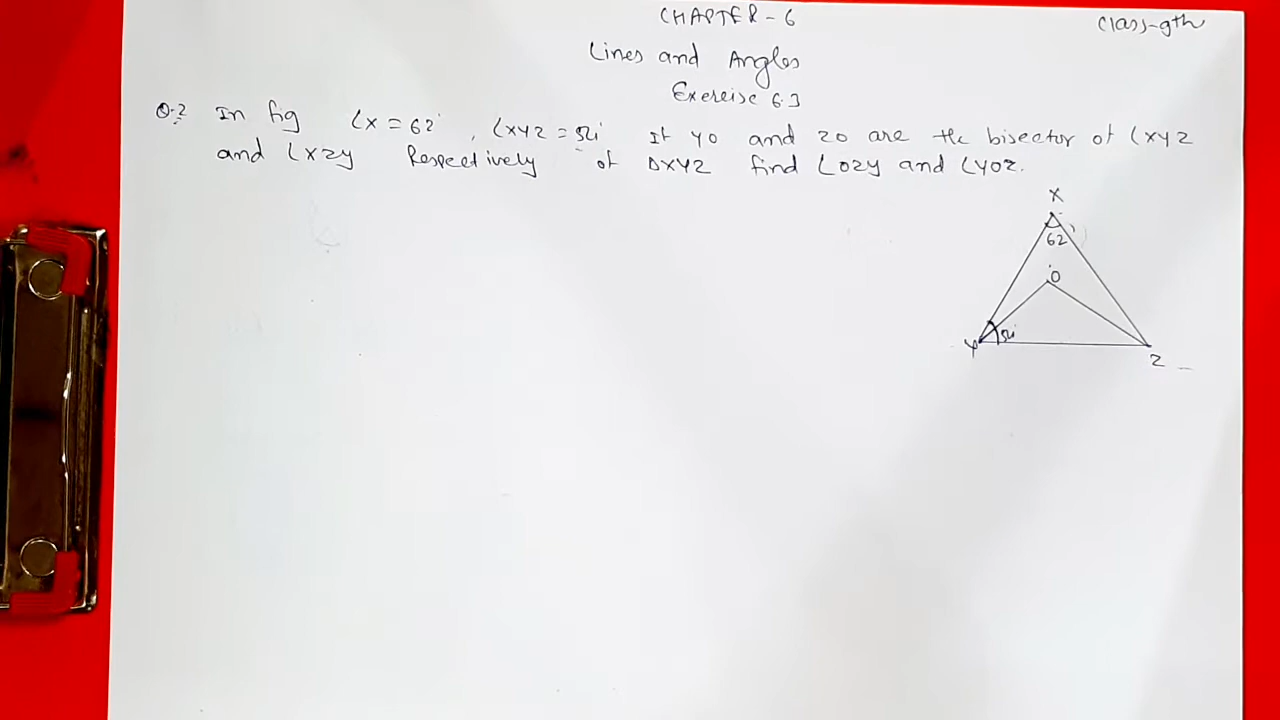 CHAPTER - 6
Class-9th
Lines and Angles
Exercise 6.3
Q.2 In fig ∠X = 62° , ∠XYZ = 54° If YO and ZO are the bisector of ∠XYZ
and ∠XZY Respectively of ΔXYZ find ∠OZY and ∠YOZ.
X
62
O
Y 54°
Z